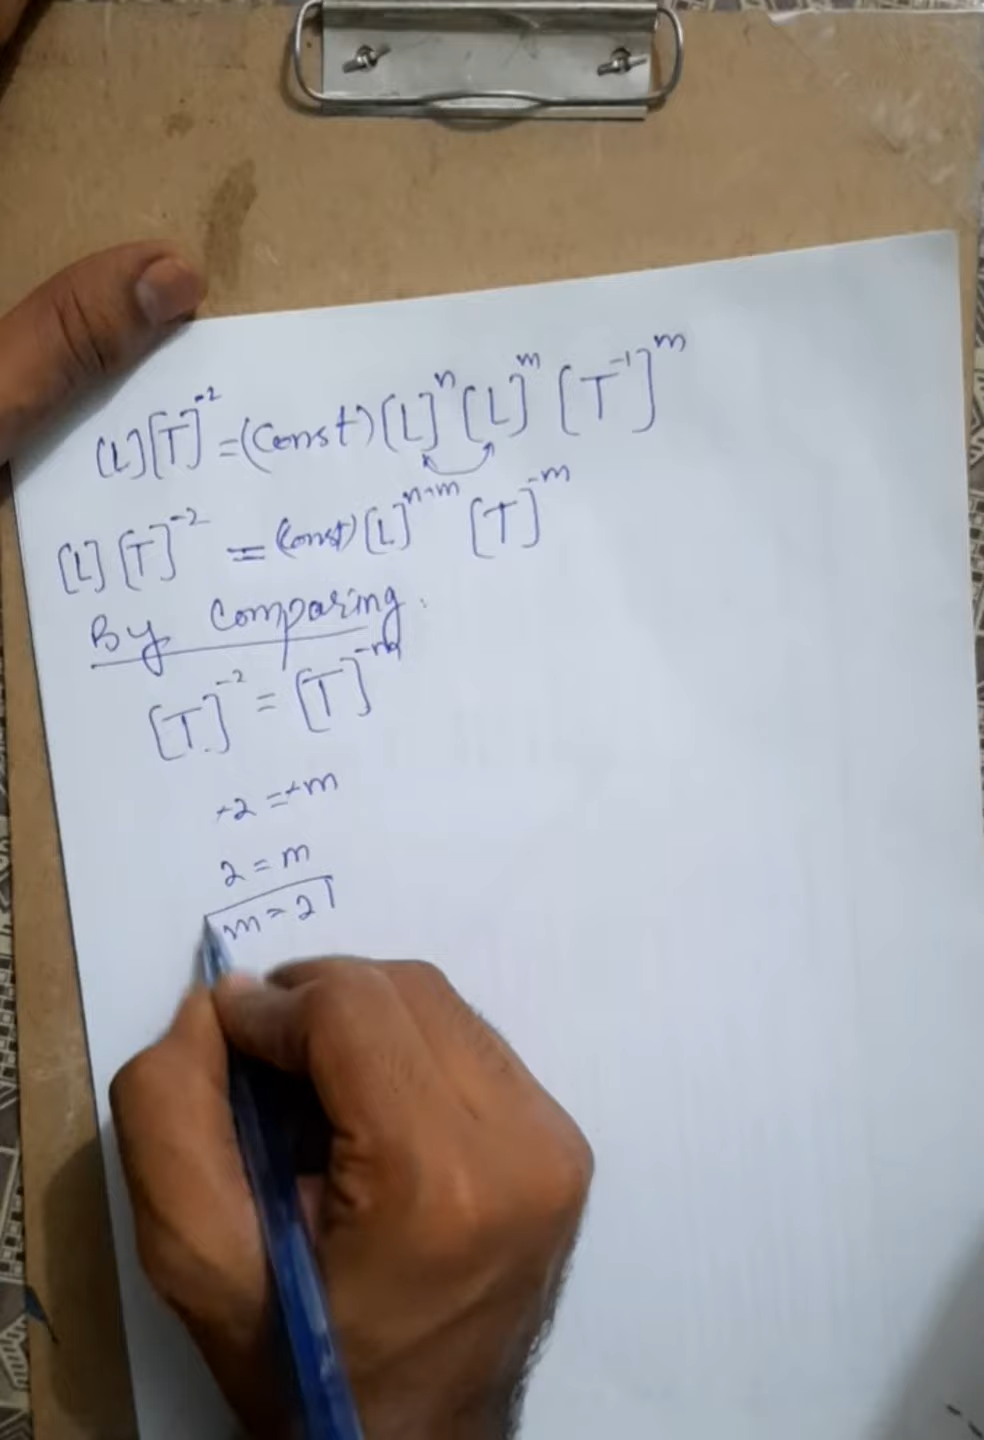 [L][T]⁻² = (Const)[L]ⁿ[L]ᵐ[T⁻¹]ᵐ
[L][T]⁻² = (Const)[L]ⁿ⁺ᵐ [T]⁻ᵐ
By Comparing:
[T]⁻² = [T]⁻ᵐ
-2 = -m
2 = m
m = 2